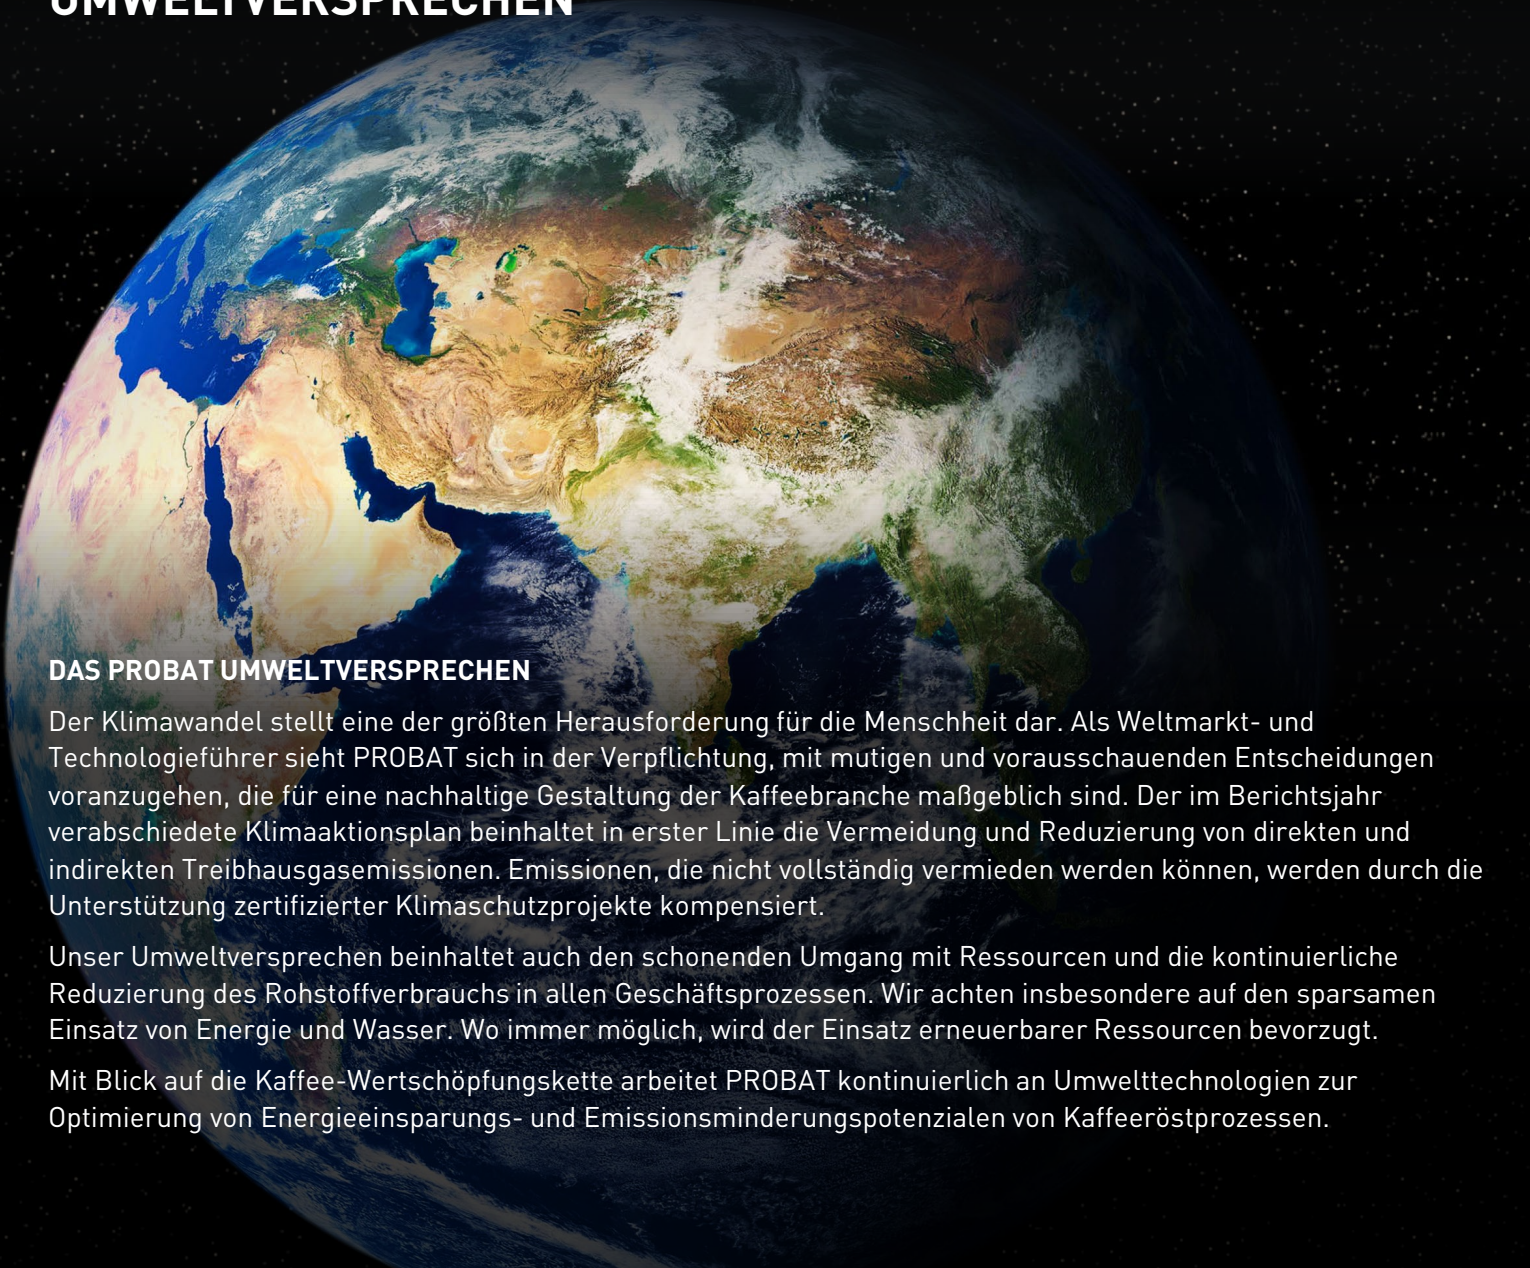 UMWELTVERSPRECHEN
DAS PROBAT UMWELTVERSPRECHEN
Der Klimawandel stellt eine der größten Herausforderung für die Menschheit dar. Als Weltmarkt- und
Technologieführer sieht PROBAT sich in der Verpflichtung, mit mutigen und vorausschauenden Entscheidungen
voranzugehen, die für eine nachhaltige Gestaltung der Kaffeebranche maßgeblich sind. Der im Berichtsjahr
verabschiedete Klimaaktionsplan beinhaltet in erster Linie die Vermeidung und Reduzierung von direkten und
indirekten Treibhausgasemissionen. Emissionen, die nicht vollständig vermieden werden können, werden durch die
Unterstützung zertifizierter Klimaschutzprojekte kompensiert.
Unser Umweltversprechen beinhaltet auch den schonenden Umgang mit Ressourcen und die kontinuierliche
Reduzierung des Rohstoffverbrauchs in allen Geschäftsprozessen. Wir achten insbesondere auf den sparsamen
Einsatz von Energie und Wasser. Wo immer möglich, wird der Einsatz erneuerbarer Ressourcen bevorzugt.
Mit Blick auf die Kaffee-Wertschöpfungskette arbeitet PROBAT kontinuierlich an Umwelttechnologien zur
Optimierung von Energieeinsparungs- und Emissionsminderungspotenzialen von Kaffeeröstprozessen.